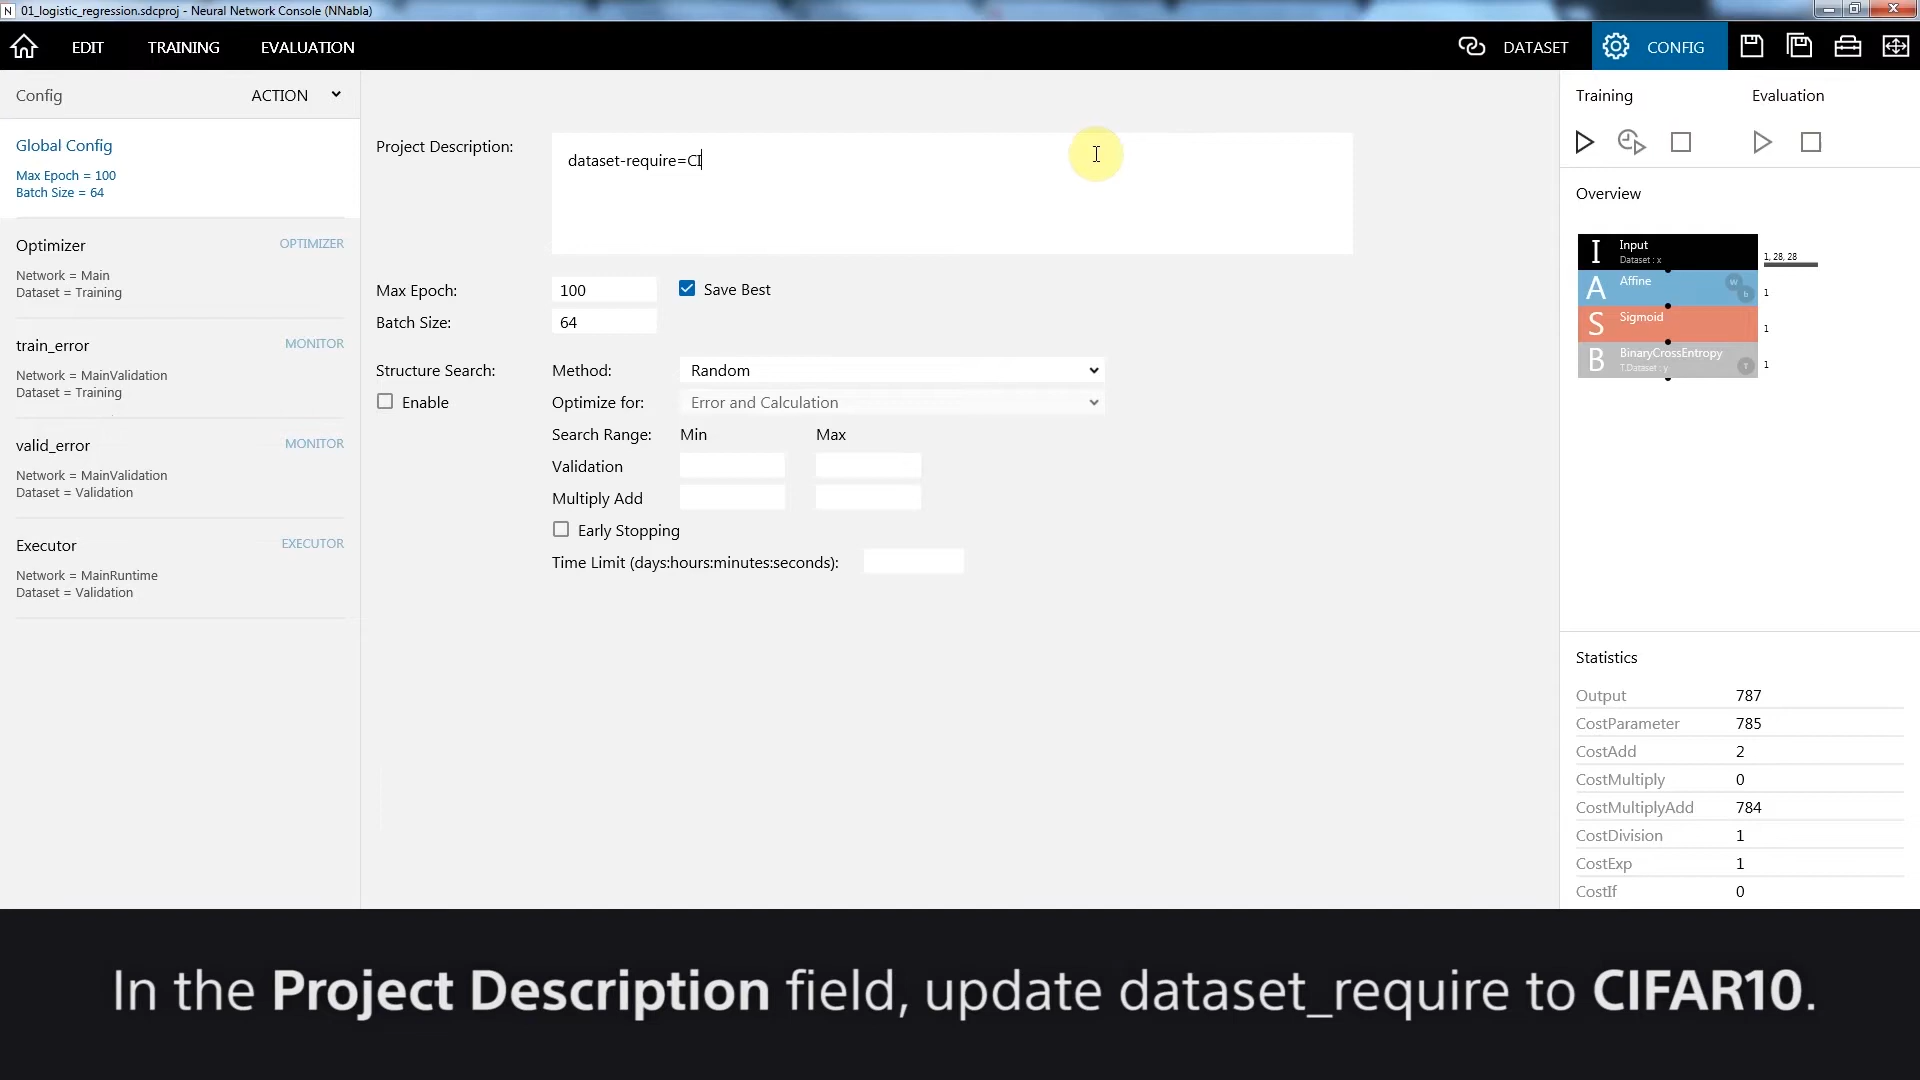 N 01_logistic_regression.sdcproj - Neural Network Console (NNabla)
EDIT TRAINING EVALUATION DATASET CONFIG
Config ACTION
Global Config
Max Epoch = 100
Batch Size = 64
Optimizer OPTIMIZER
Network = Main
Dataset = Training
train_error MONITOR
Network = MainValidation
Dataset = Training
valid_error MONITOR
Network = MainValidation
Dataset = Validation
Executor EXECUTOR
Network = MainRuntime
Dataset = Validation
Project Description: dataset-require=CI
Max Epoch: 100 Save Best
Batch Size: 64
Structure Search: Method: Random
Enable Optimize for: Error and Calculation
Search Range: Min Max
Validation
Multiply Add
Early Stopping
Time Limit (days:hours:minutes:seconds):
Training Evaluation
Overview
I Input
Dataset : x
1, 28, 28
A Affine W b 1
S Sigmoid 1
B BinaryCrossEntropy
T.Dataset : y T 1
Statistics
Output 787
CostParameter 785
CostAdd 2
CostMultiply 0
CostMultiplyAdd 784
CostDivision 1
CostExp 1
CostIf 0
In the Project Description field, update dataset_require to CIFAR10.